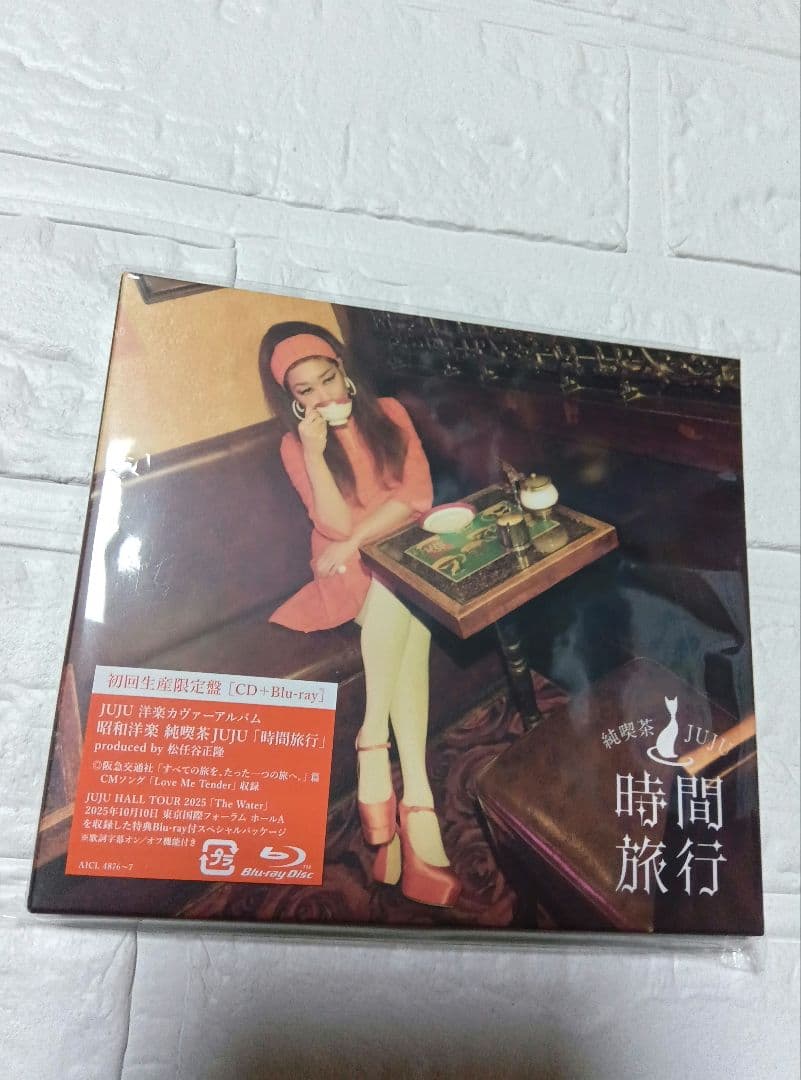 初回生産限定盤 [CD+Blu-ray]
JUJU 洋楽カヴァーアルバム
昭和洋楽 純喫茶JUJU「時間旅行」
produced by 松任谷正隆
◎阪急交通社「すべての旅を、たった一つの旅へ。」篇
CMソング「Love Me Tender」収録
JUJU HALL TOUR 2025「The Water」
2025年10月10日 東京国際フォーラム ホールA
を収録した特典Blu-ray付スペシャルパッケージ
※歌詞字幕オン/オフ機能付き
プラ
Blu-ray Disc
TM
AICL 4876~7
純喫茶 JUJU
時間
旅行